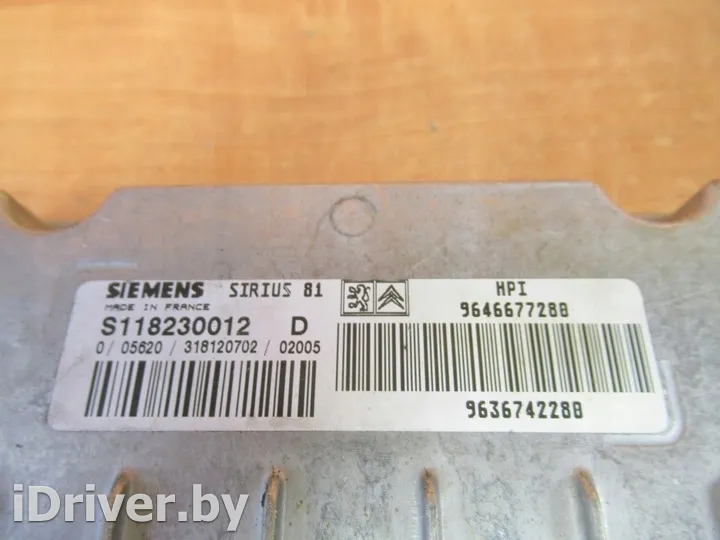 SIEMENS SIRIUS 81
MADE IN FRANCE
S118230012 D
0/ 05620 / 318120702 / 02005
HPI
9646677280
9636742280
iDriver.by